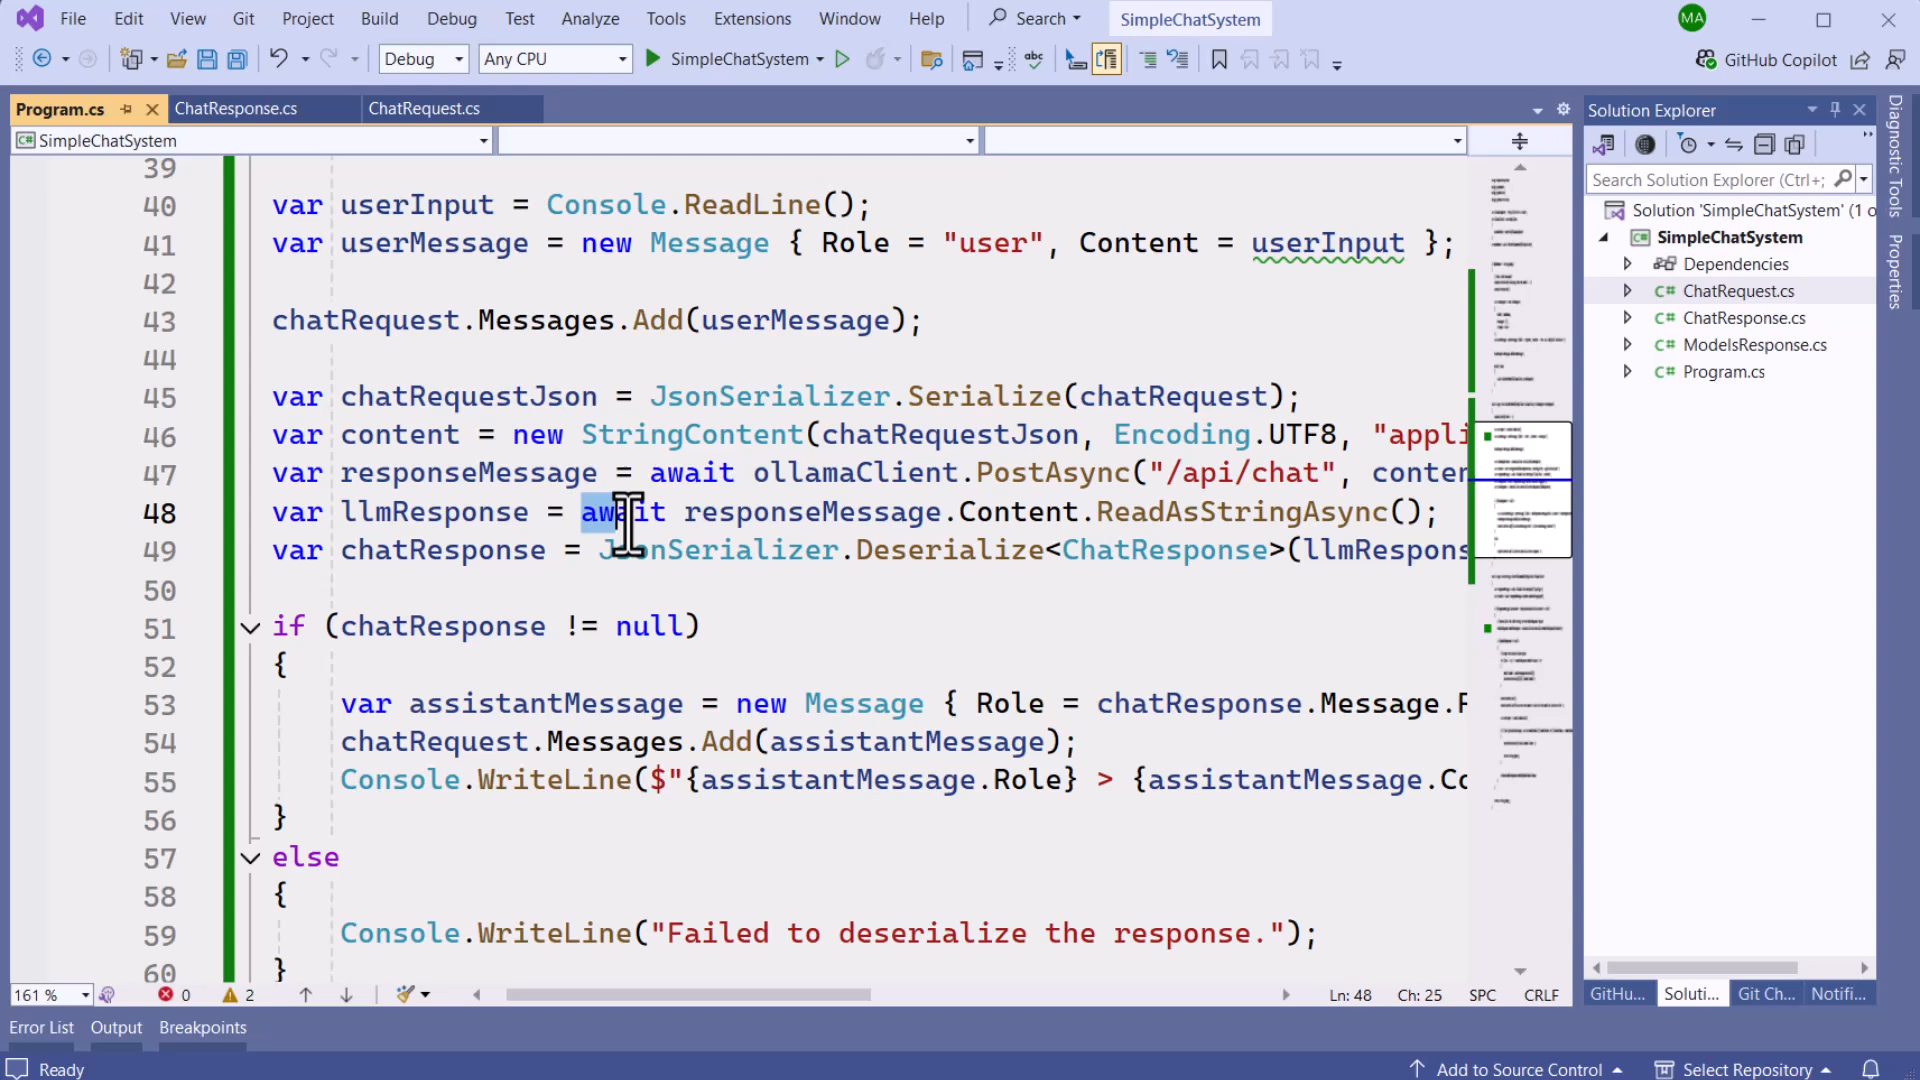 File Edit View Git Project Build Debug Test Analyze Tools Extensions Window Help Search SimpleChatSystem MA
Debug Any CPU SimpleChatSystem abc GitHub Copilot
Program.cs ChatResponse.cs ChatRequest.cs
C# SimpleChatSystem
39
40 var userInput = Console.ReadLine();
41 var userMessage = new Message { Role = "user", Content = userInput };
42
43 chatRequest.Messages.Add(userMessage);
44
45 var chatRequestJson = JsonSerializer.Serialize(chatRequest);
46 var content = new StringContent(chatRequestJson, Encoding.UTF8, "appli
47 var responseMessage = await ollamaClient.PostAsync("/api/chat", conten
48 var llmResponse = await responseMessage.Content.ReadAsStringAsync();
49 var chatResponse = JsonSerializer.Deserialize<ChatResponse>(llmRespons
50
51 if (chatResponse != null)
52 {
53 var assistantMessage = new Message { Role = chatResponse.Message.R
54 chatRequest.Messages.Add(assistantMessage);
55 Console.WriteLine($"{assistantMessage.Role} > {assistantMessage.Co
56 }
57 else
58 {
59 Console.WriteLine("Failed to deserialize the response.");
60 }
161 % 0 2 Ln: 48 Ch: 25 SPC CRLF
Solution Explorer
Search Solution Explorer (Ctrl+;
Solution 'SimpleChatSystem' (1 o
C# SimpleChatSystem
Dependencies
C# ChatRequest.cs
C# ChatResponse.cs
C# ModelsResponse.cs
C# Program.cs
GitHu... Soluti... Git Ch... Notifi...
Diagnostic Tools
Properties
Error List Output Breakpoints
Ready Add to Source Control Select Repository